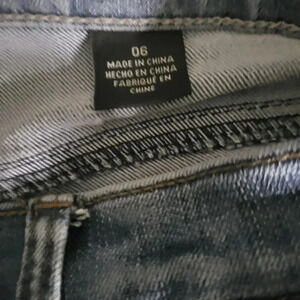 06
MADE IN CHINA
HECHO EN CHINA
FABRIQUÉ EN
CHINE